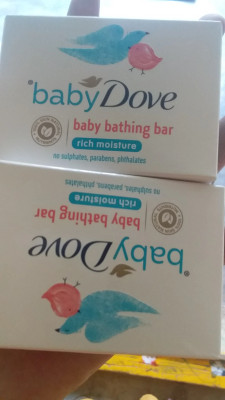 baby Dove
baby bathing bar
rich moisture
no sulphates, parabens, phthalates
no sulphates, parabens, phthalates
rich moisture
baby bathing bar
baby Dove